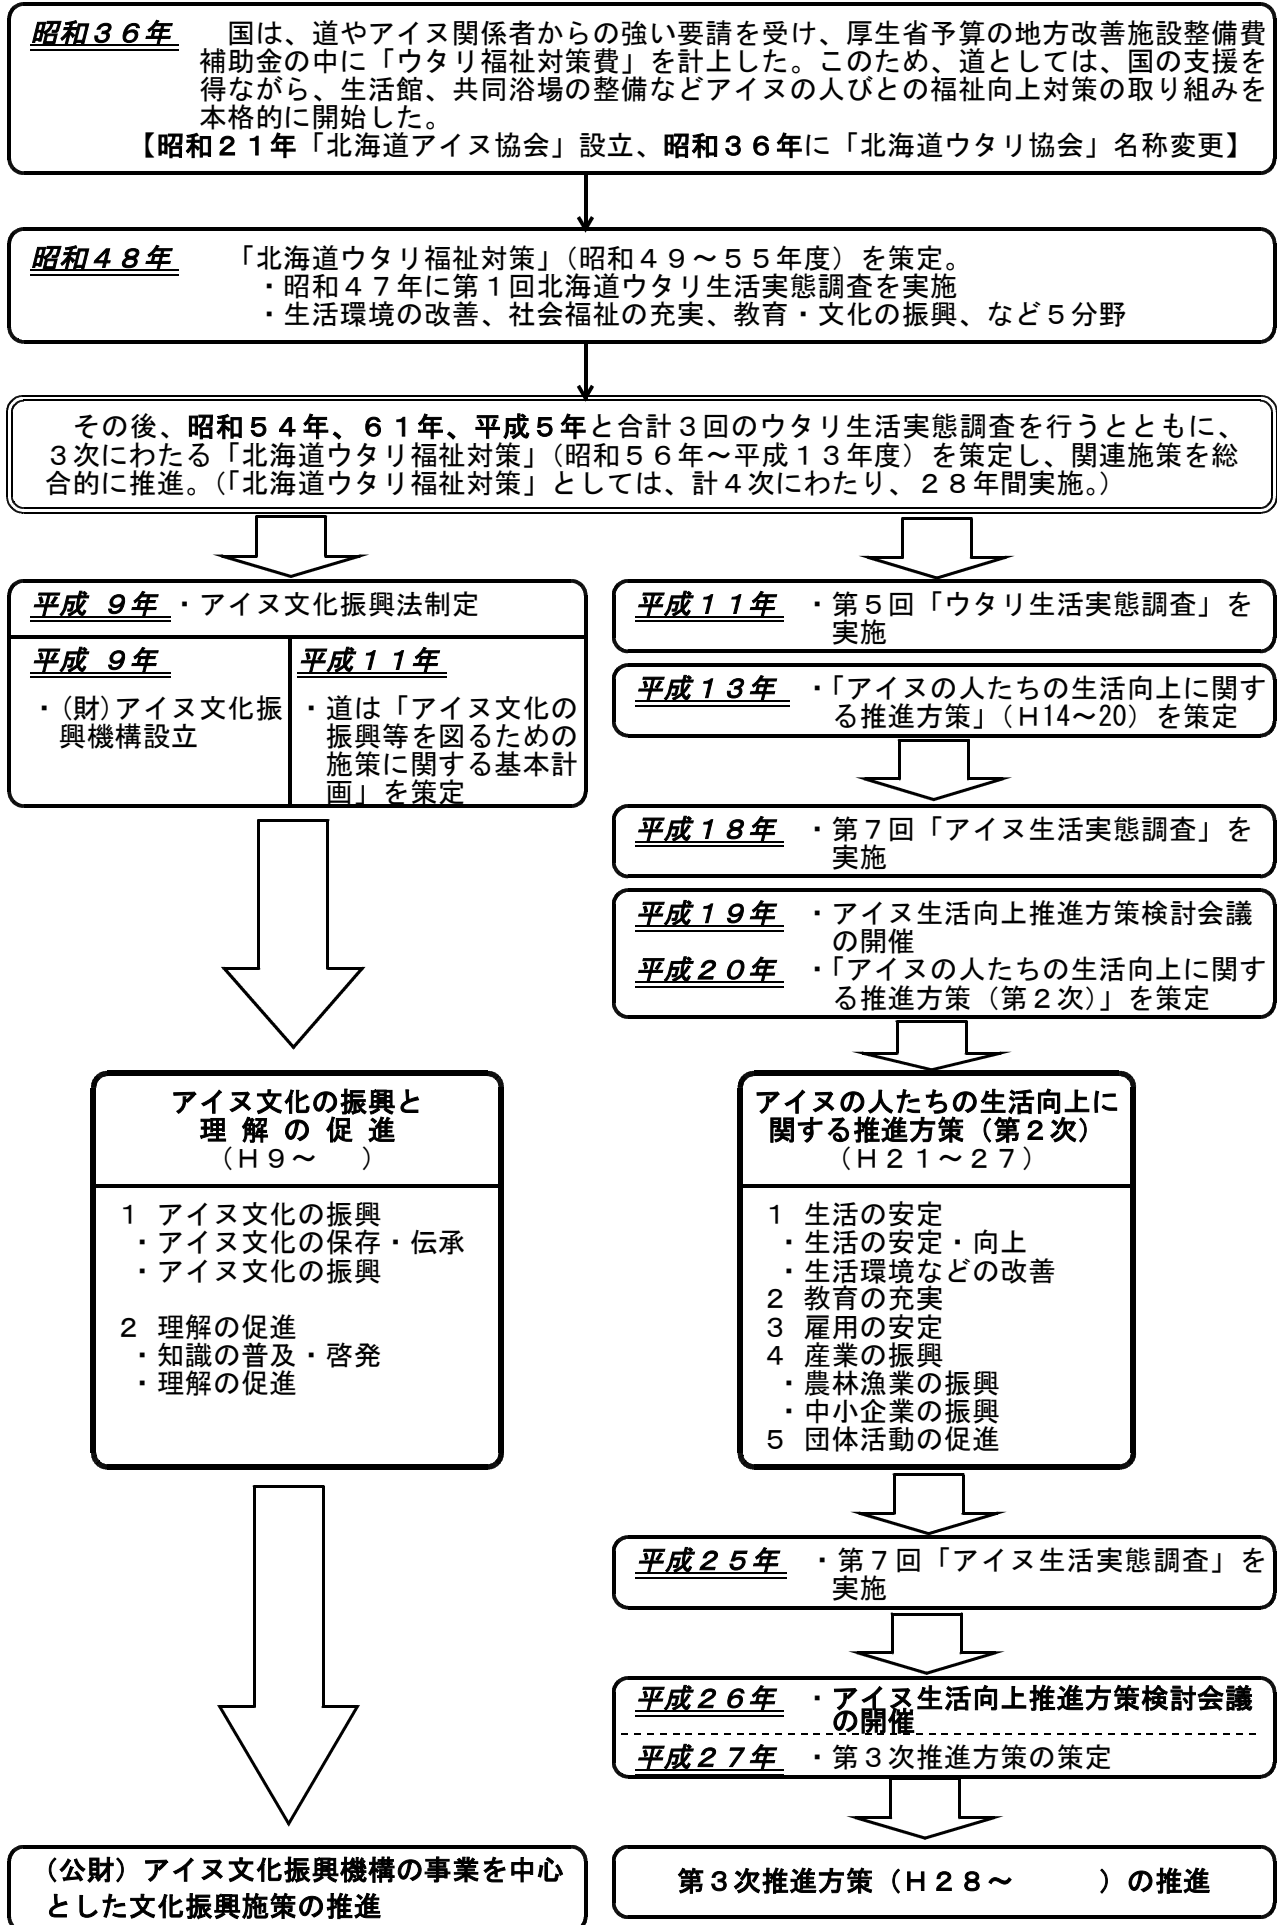 昭和３６年　国は、道やアイヌ関係者からの強い要請を受け、厚生省予算の地方改善施設整備費
補助金の中に「ウタリ福祉対策費」を計上した。このため、道としては、国の支援を
得ながら、生活館、共同浴場の整備などアイヌの人びとの福祉向上対策の取り組みを
本格的に開始した。
【昭和２１年「北海道アイヌ協会」設立、昭和３６年に「北海道ウタリ協会」名称変更】
昭和４８年　「北海道ウタリ福祉対策」（昭和４９～５５年度）を策定。
・昭和４７年に第１回北海道ウタリ生活実態調査を実施
・生活環境の改善、社会福祉の充実、教育・文化の振興、など５分野
その後、昭和５４年、６１年、平成５年と合計３回のウタリ生活実態調査を行うとともに、
３次にわたる「北海道ウタリ福祉対策」（昭和５６年～平成１３年度）を策定し、関連施策を総
合的に推進。（「北海道ウタリ福祉対策」としては、計４次にわたり、２８年間実施。）
平成 ９年 ・アイヌ文化振興法制定
平成 ９年
・（財）アイヌ文化振
興機構設立
平成１１年
・道は「アイヌ文化の
振興等を図るための
施策に関する基本計
画」を策定
平成１１年 ・第５回「ウタリ生活実態調査」を
実施
平成１３年 ・「アイヌの人たちの生活向上に関す
る推進方策」（Ｈ14～20）を策定
平成１８年 ・第７回「アイヌ生活実態調査」を
実施
平成１９年 ・アイヌ生活向上推進方策検討会議
の開催
平成２０年 ・「アイヌの人たちの生活向上に関す
る推進方策（第２次）」を策定
アイヌ文化の振興と
理 解 の 促 進
（Ｈ９～　）
１ アイヌ文化の振興
・アイヌ文化の保存・伝承
・アイヌ文化の振興
２ 理解の促進
・知識の普及・啓発
・理解の促進
アイヌの人たちの生活向上に
関する推進方策（第２次）
（Ｈ２１～２７）
１ 生活の安定
・生活の安定・向上
・生活環境などの改善
２ 教育の充実
３ 雇用の安定
４ 産業の振興
・農林漁業の振興
・中小企業の振興
５ 団体活動の促進
平成２５年 ・第７回「アイヌ生活実態調査」を
実施
平成２６年 ・アイヌ生活向上推進方策検討会議
の開催
平成２７年 ・第３次推進方策の策定
（公財）アイヌ文化振興機構の事業を中心
とした文化振興施策の推進
第３次推進方策（Ｈ２８～　　）の推進